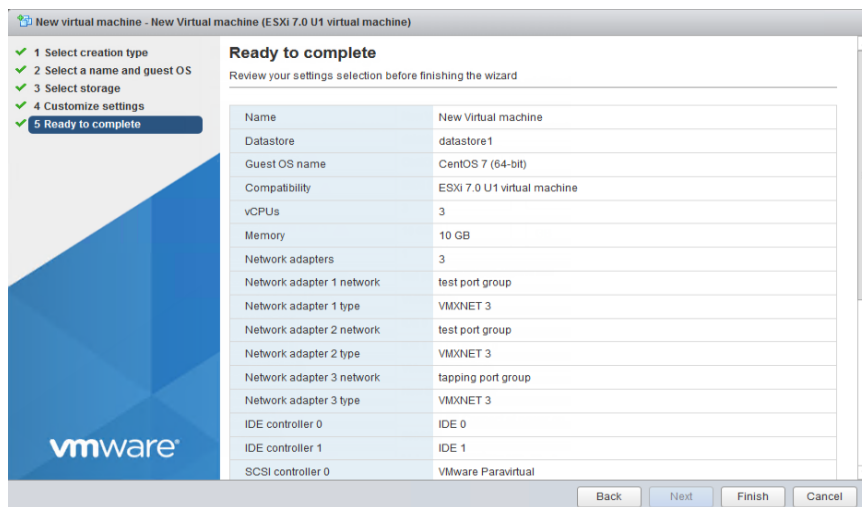 New virtual machine - New Virtual machine (ESXi 7.0 U1 virtual machine)
1 Select creation type
2 Select a name and guest OS
3 Select storage
4 Customize settings
5 Ready to complete
Ready to complete
Review your settings selection before finishing the wizard
Name New Virtual machine
Datastore datastore1
Guest OS name CentOS 7 (64-bit)
Compatibility ESXi 7.0 U1 virtual machine
vCPUs 3
Memory 10 GB
Network adapters 3
Network adapter 1 network test port group
Network adapter 1 type VMXNET 3
Network adapter 2 network test port group
Network adapter 2 type VMXNET 3
Network adapter 3 network tapping port group
Network adapter 3 type VMXNET 3
IDE controller 0 IDE 0
IDE controller 1 IDE 1
SCSI controller 0 VMware Paravirtual
vmware®
Back Next Finish Cancel